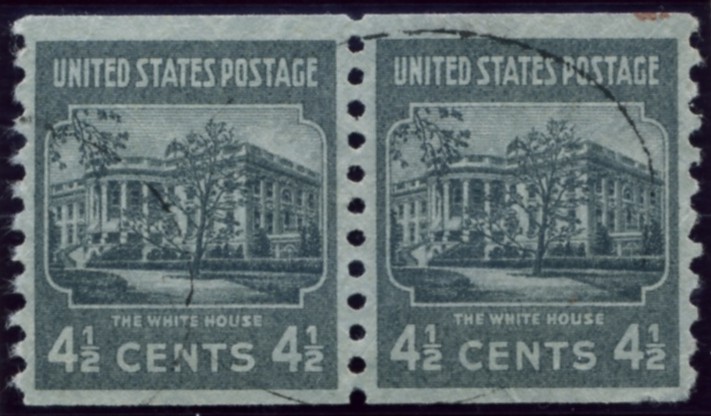 UNITED STATES POSTAGE
THE WHITE HOUSE
4½ CENTS 4½
UNITED STATES POSTAGE
THE WHITE HOUSE
4½ CENTS 4½